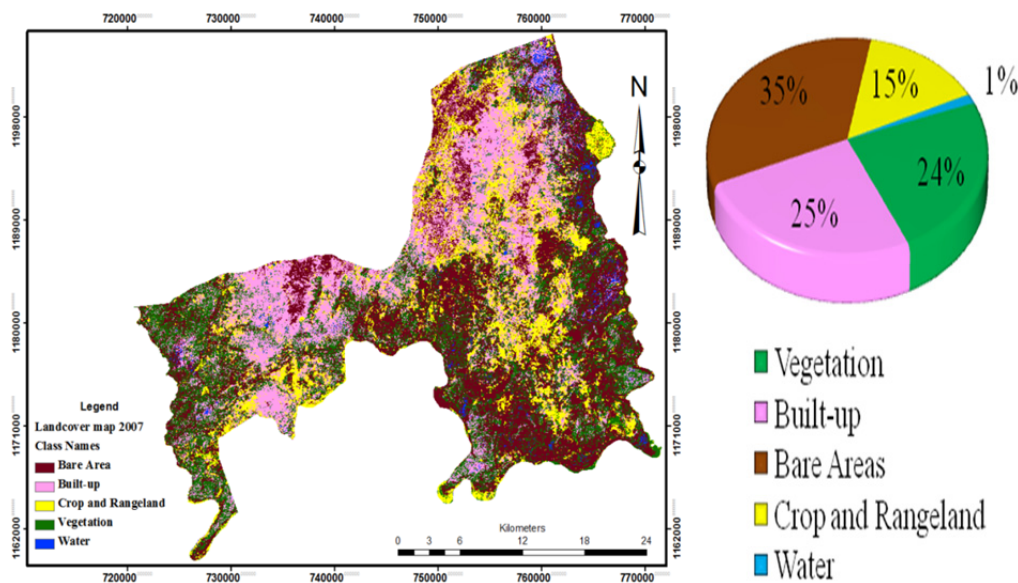 720000 730000 740000 750000 760000 770000
1198000
1189000
1180000
1171000
1162000
1198000
1189000
1180000
1171000
1162000
N
Legend
Landcover map 2007
Class Names
Bare Area
Built-up
Crop and Rangeland
Vegetation
Water
Kilometers
0 3 6 12 18 24
720000 730000 740000 750000 760000 770000
35%
15%
1%
24%
25%
Vegetation
Built-up
Bare Areas
Crop and Rangeland
Water